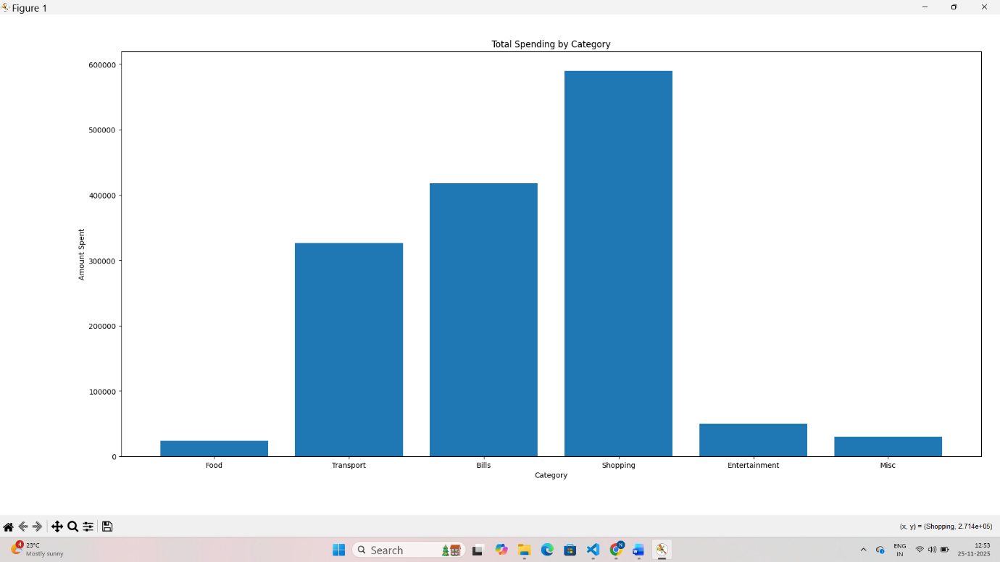 Figure 1
Total Spending by Category
600000
500000
400000
300000
200000
100000
0
Amount Spent
Food
Transport
Bills
Shopping
Entertainment
Misc
Category
(x, y) = (Shopping, 2.714e+05)
4
23°C
Mostly sunny
Search
N
ENG
IN
12:53
25-11-2025